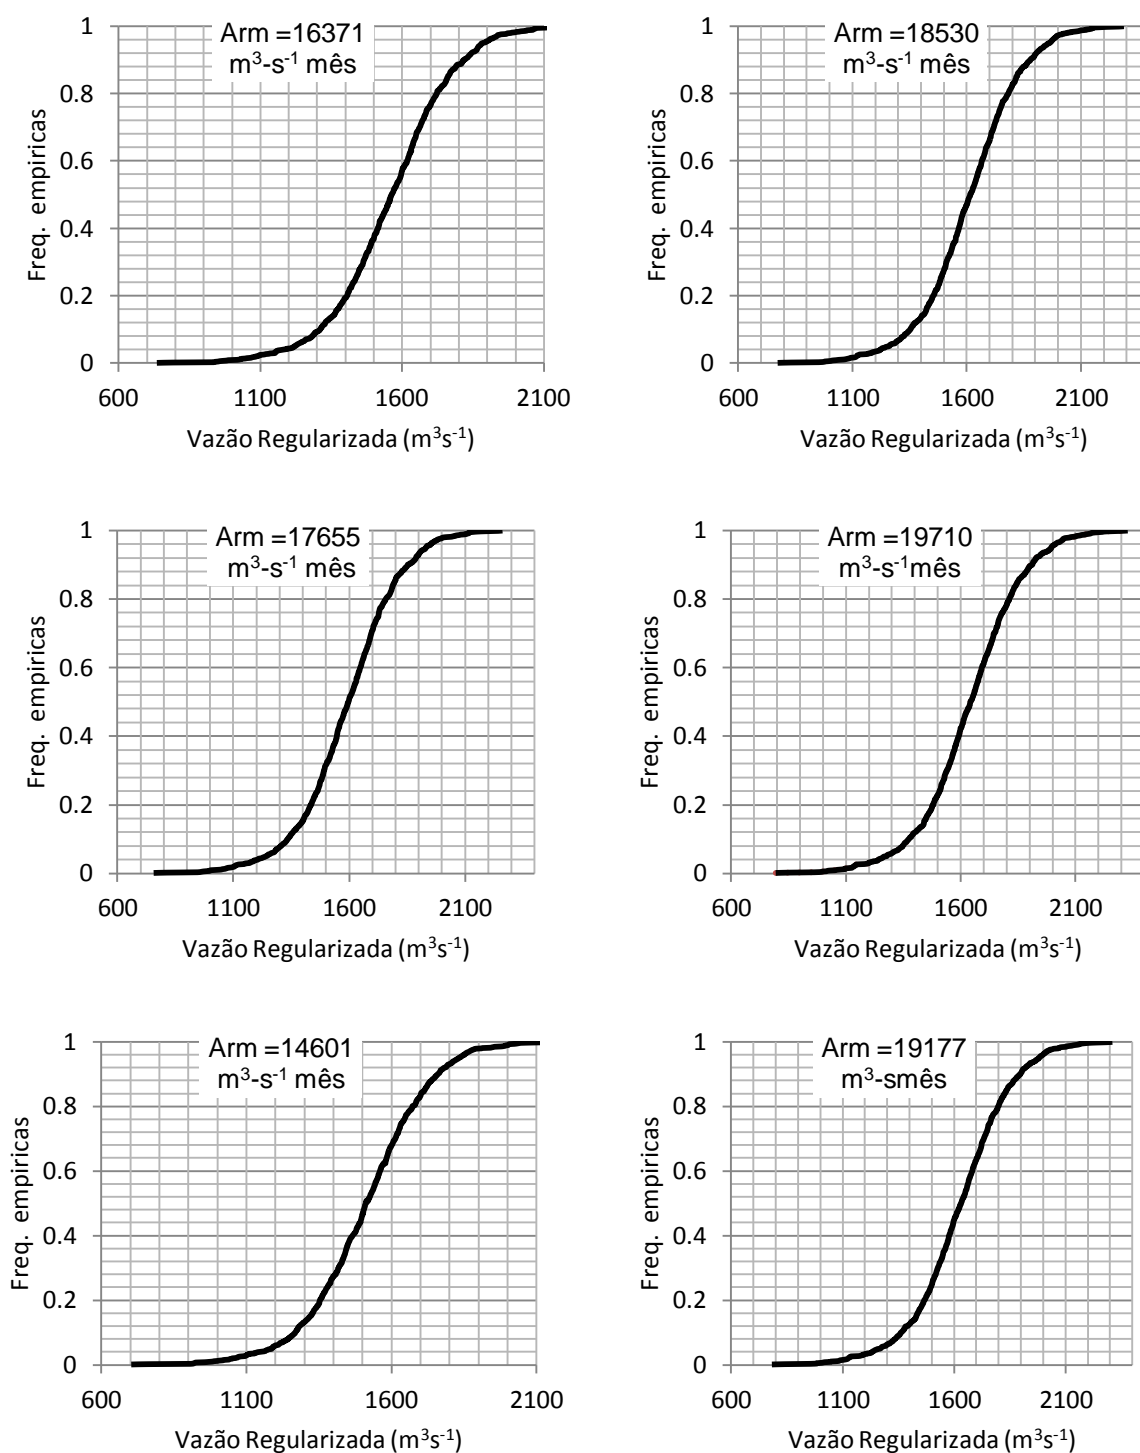 Arm =16371
m³-s⁻¹ mês
Freq. empiricas
1
0.8
0.6
0.4
0.2
0
600 1100 1600 2100
Vazão Regularizada (m³s⁻¹)
Arm =18530
m³-s⁻¹ mês
Freq. empiricas
1
0.8
0.6
0.4
0.2
0
600 1100 1600 2100
Vazão Regularizada (m³s⁻¹)
Arm =17655
m³-s⁻¹ mês
Freq. empiricas
1
0.8
0.6
0.4
0.2
0
600 1100 1600 2100
Vazão Regularizada (m³s⁻¹)
Arm =19710
m³-s⁻¹mês
Freq. empiricas
1
0.8
0.6
0.4
0.2
0
600 1100 1600 2100
Vazão Regularizada (m³s⁻¹)
Arm =14601
m³-s⁻¹ mês
Freq. empiricas
1
0.8
0.6
0.4
0.2
0
600 1100 1600 2100
Vazão Regularizada (m³s⁻¹)
Arm =19177
m³-smês
Freq. empiricas
1
0.8
0.6
0.4
0.2
0
600 1100 1600 2100
Vazão Regularizada (m³s⁻¹)